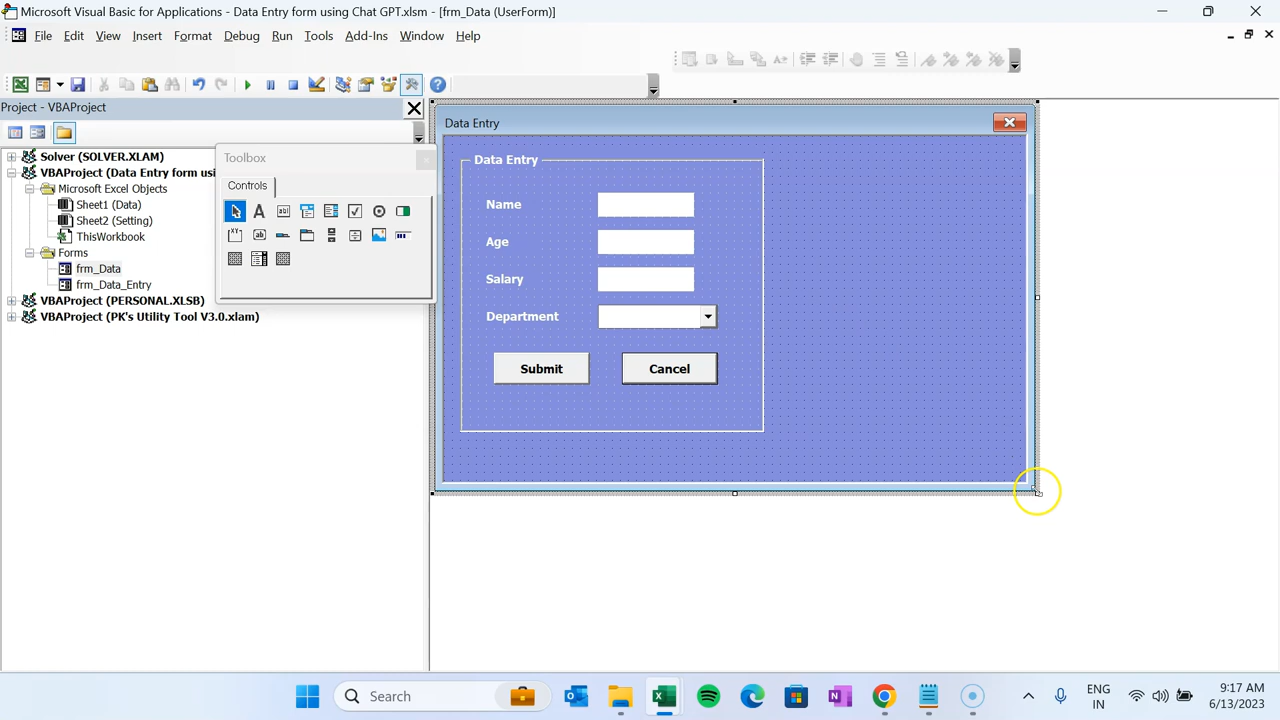 Microsoft Visual Basic for Applications - Data Entry form using Chat GPT.xlsm - [frm_Data (UserForm)]
File Edit View Insert Format Debug Run Tools Add-Ins Window Help
Project - VBAProject
Solver (SOLVER.XLAM)
VBAProject (Data Entry form usi
Microsoft Excel Objects
Sheet1 (Data)
Sheet2 (Setting)
ThisWorkbook
Forms
frm_Data
frm_Data_Entry
VBAProject (PERSONAL.XLSB)
VBAProject (PK's Utility Tool V3.0.xlam)
Toolbox
Controls
Data Entry
Data Entry
Name
Age
Salary
Department
Submit Cancel
Search
ENG
IN
9:17 AM
6/13/2023